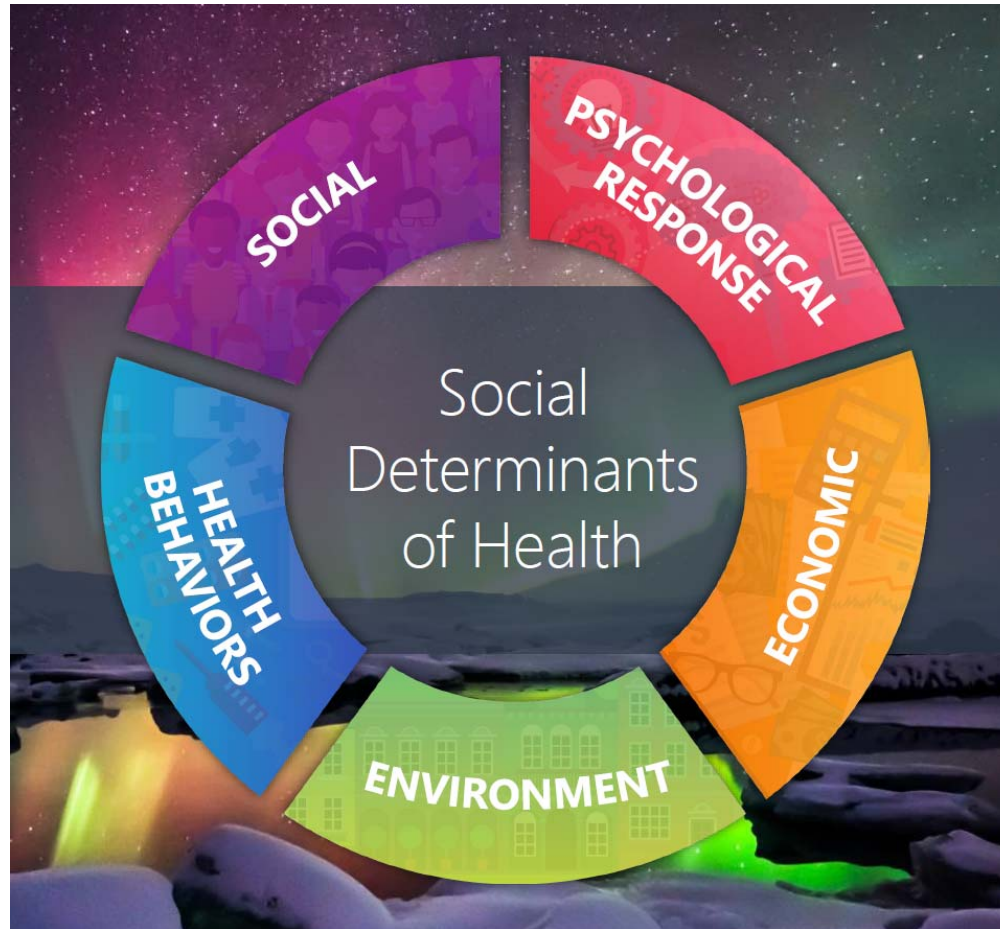 SOCIAL
PSYCHOLOGICAL
RESPONSE
Social
Determinants
of Health
HEALTH
BEHAVIORS
ECONOMIC
ENVIRONMENT